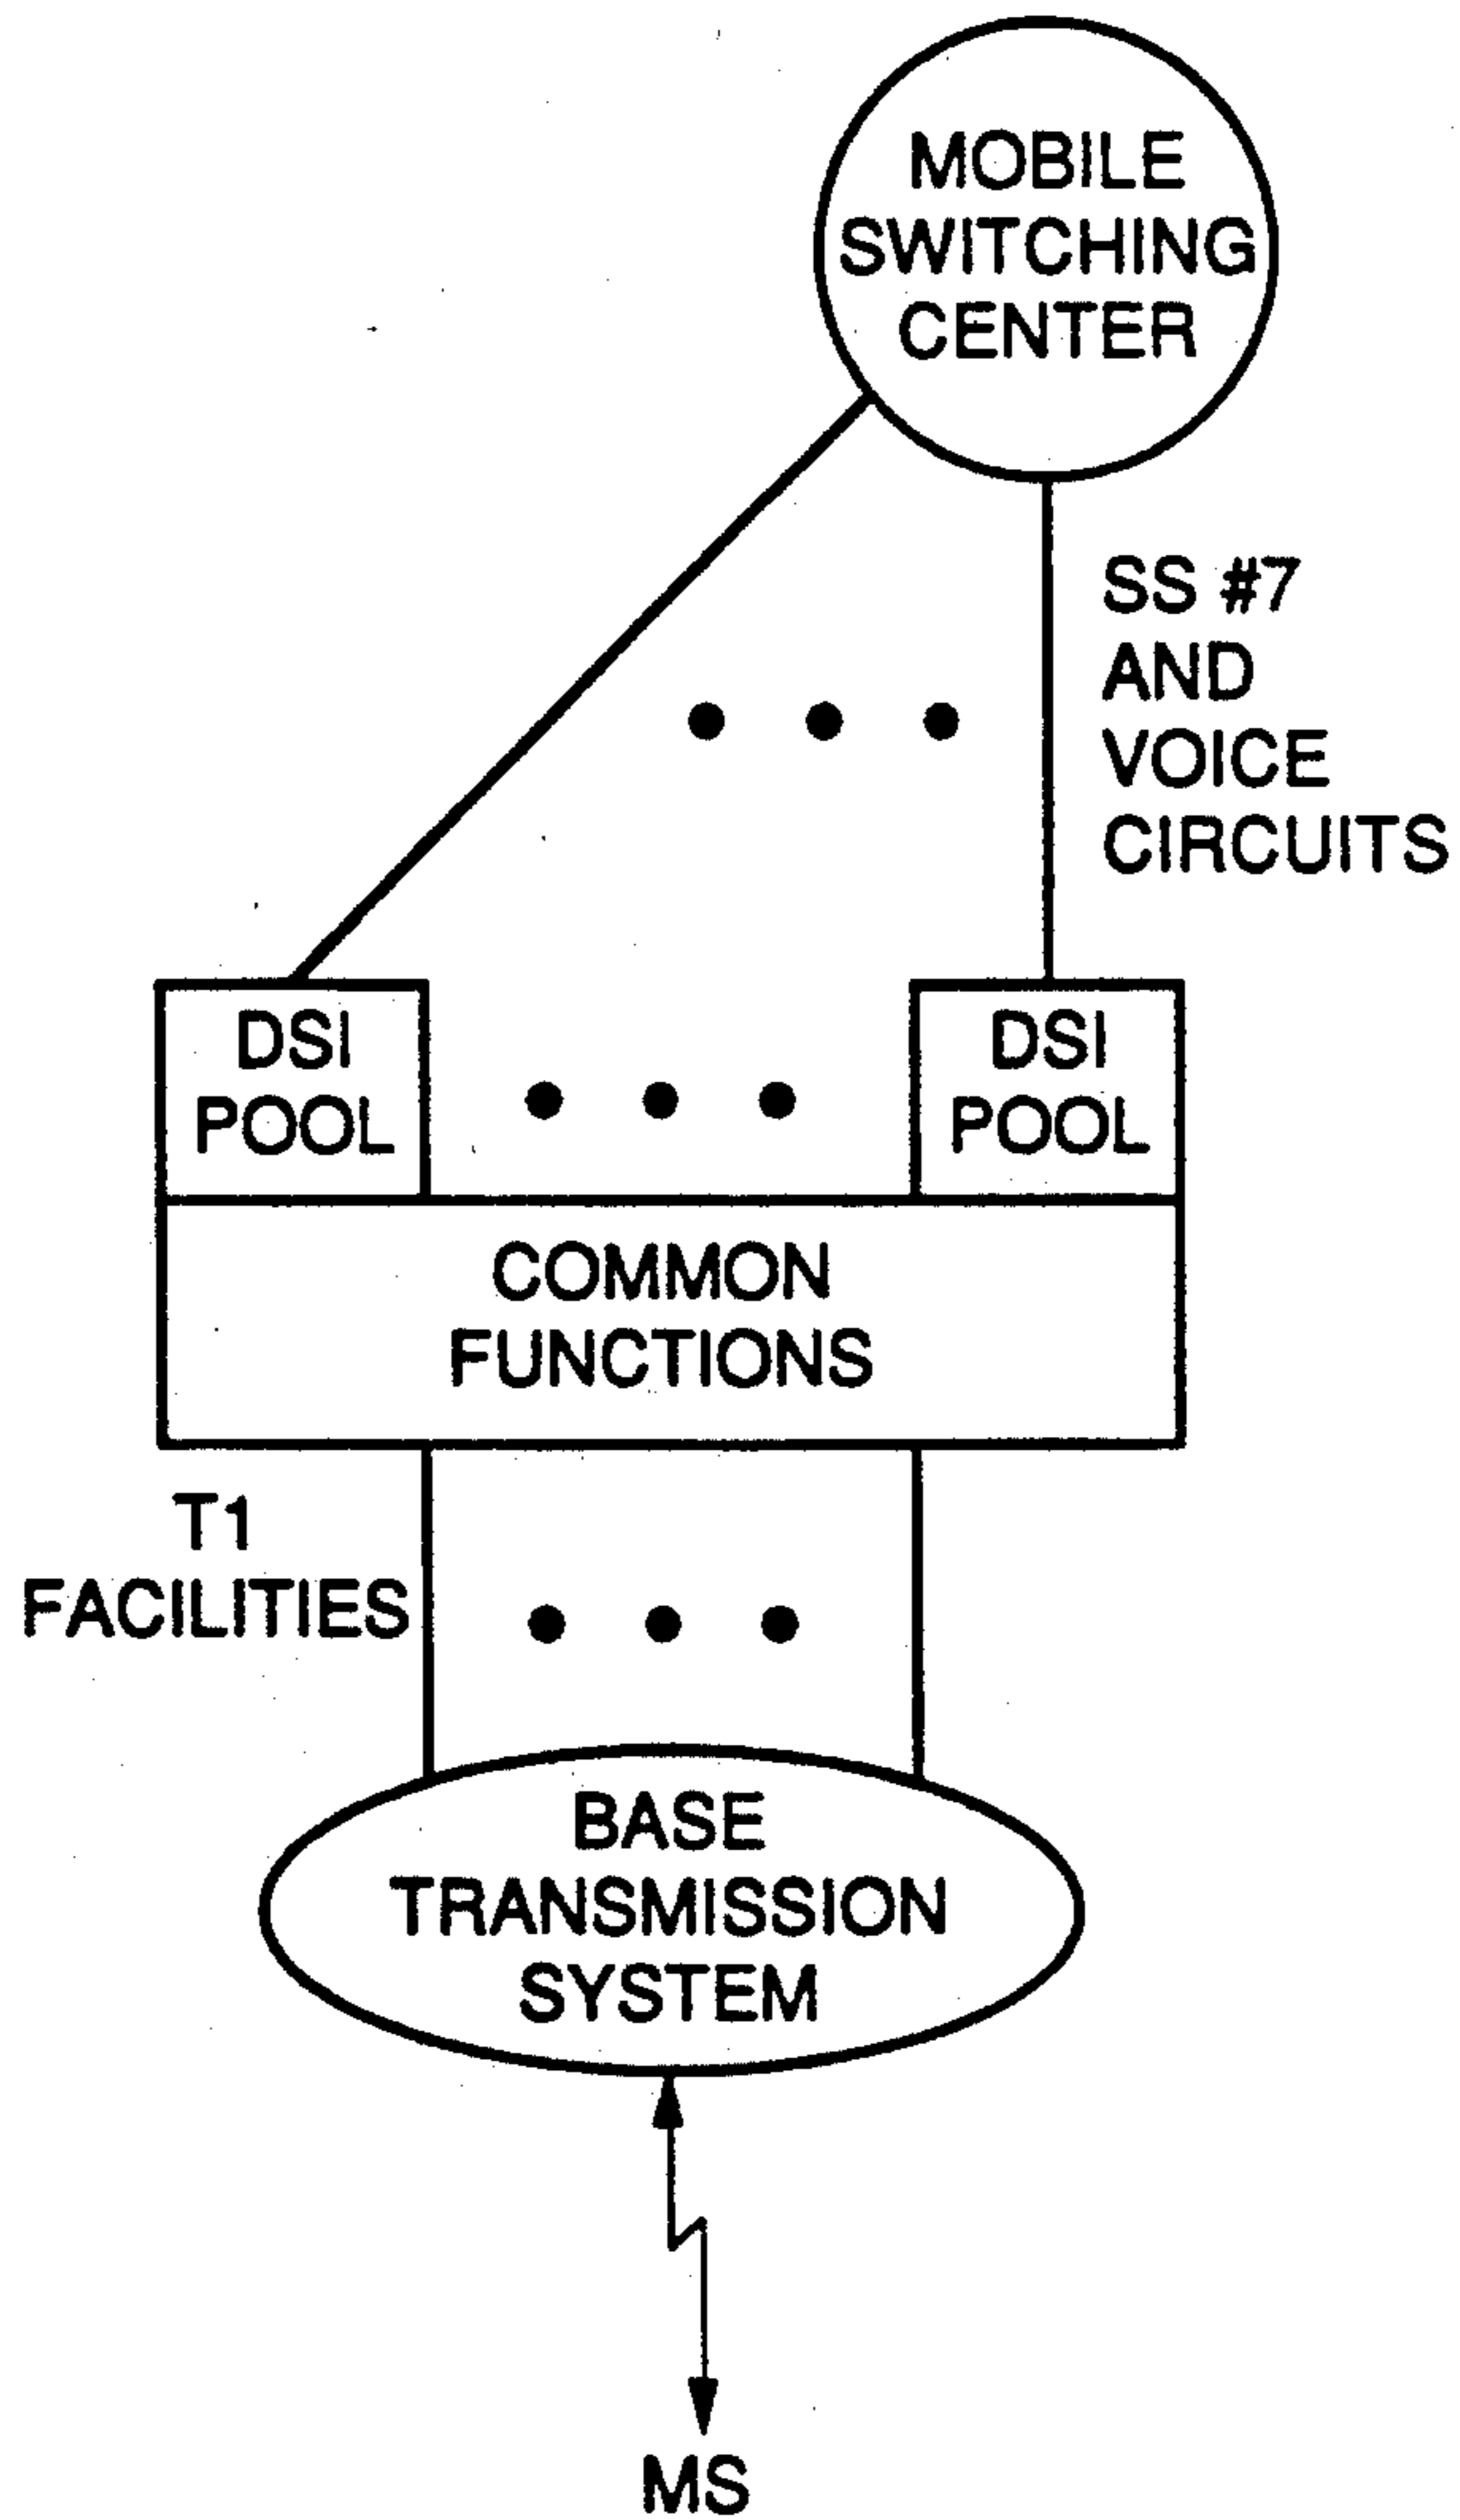 MOBILE
SWITCHING
CENTER
SS #7
AND
VOICE
CIRCUITS
DSI
POOL
DSI
POOL
COMMON
FUNCTIONS
T1
FACILITIES
BASE
TRANSMISSION
SYSTEM
MS